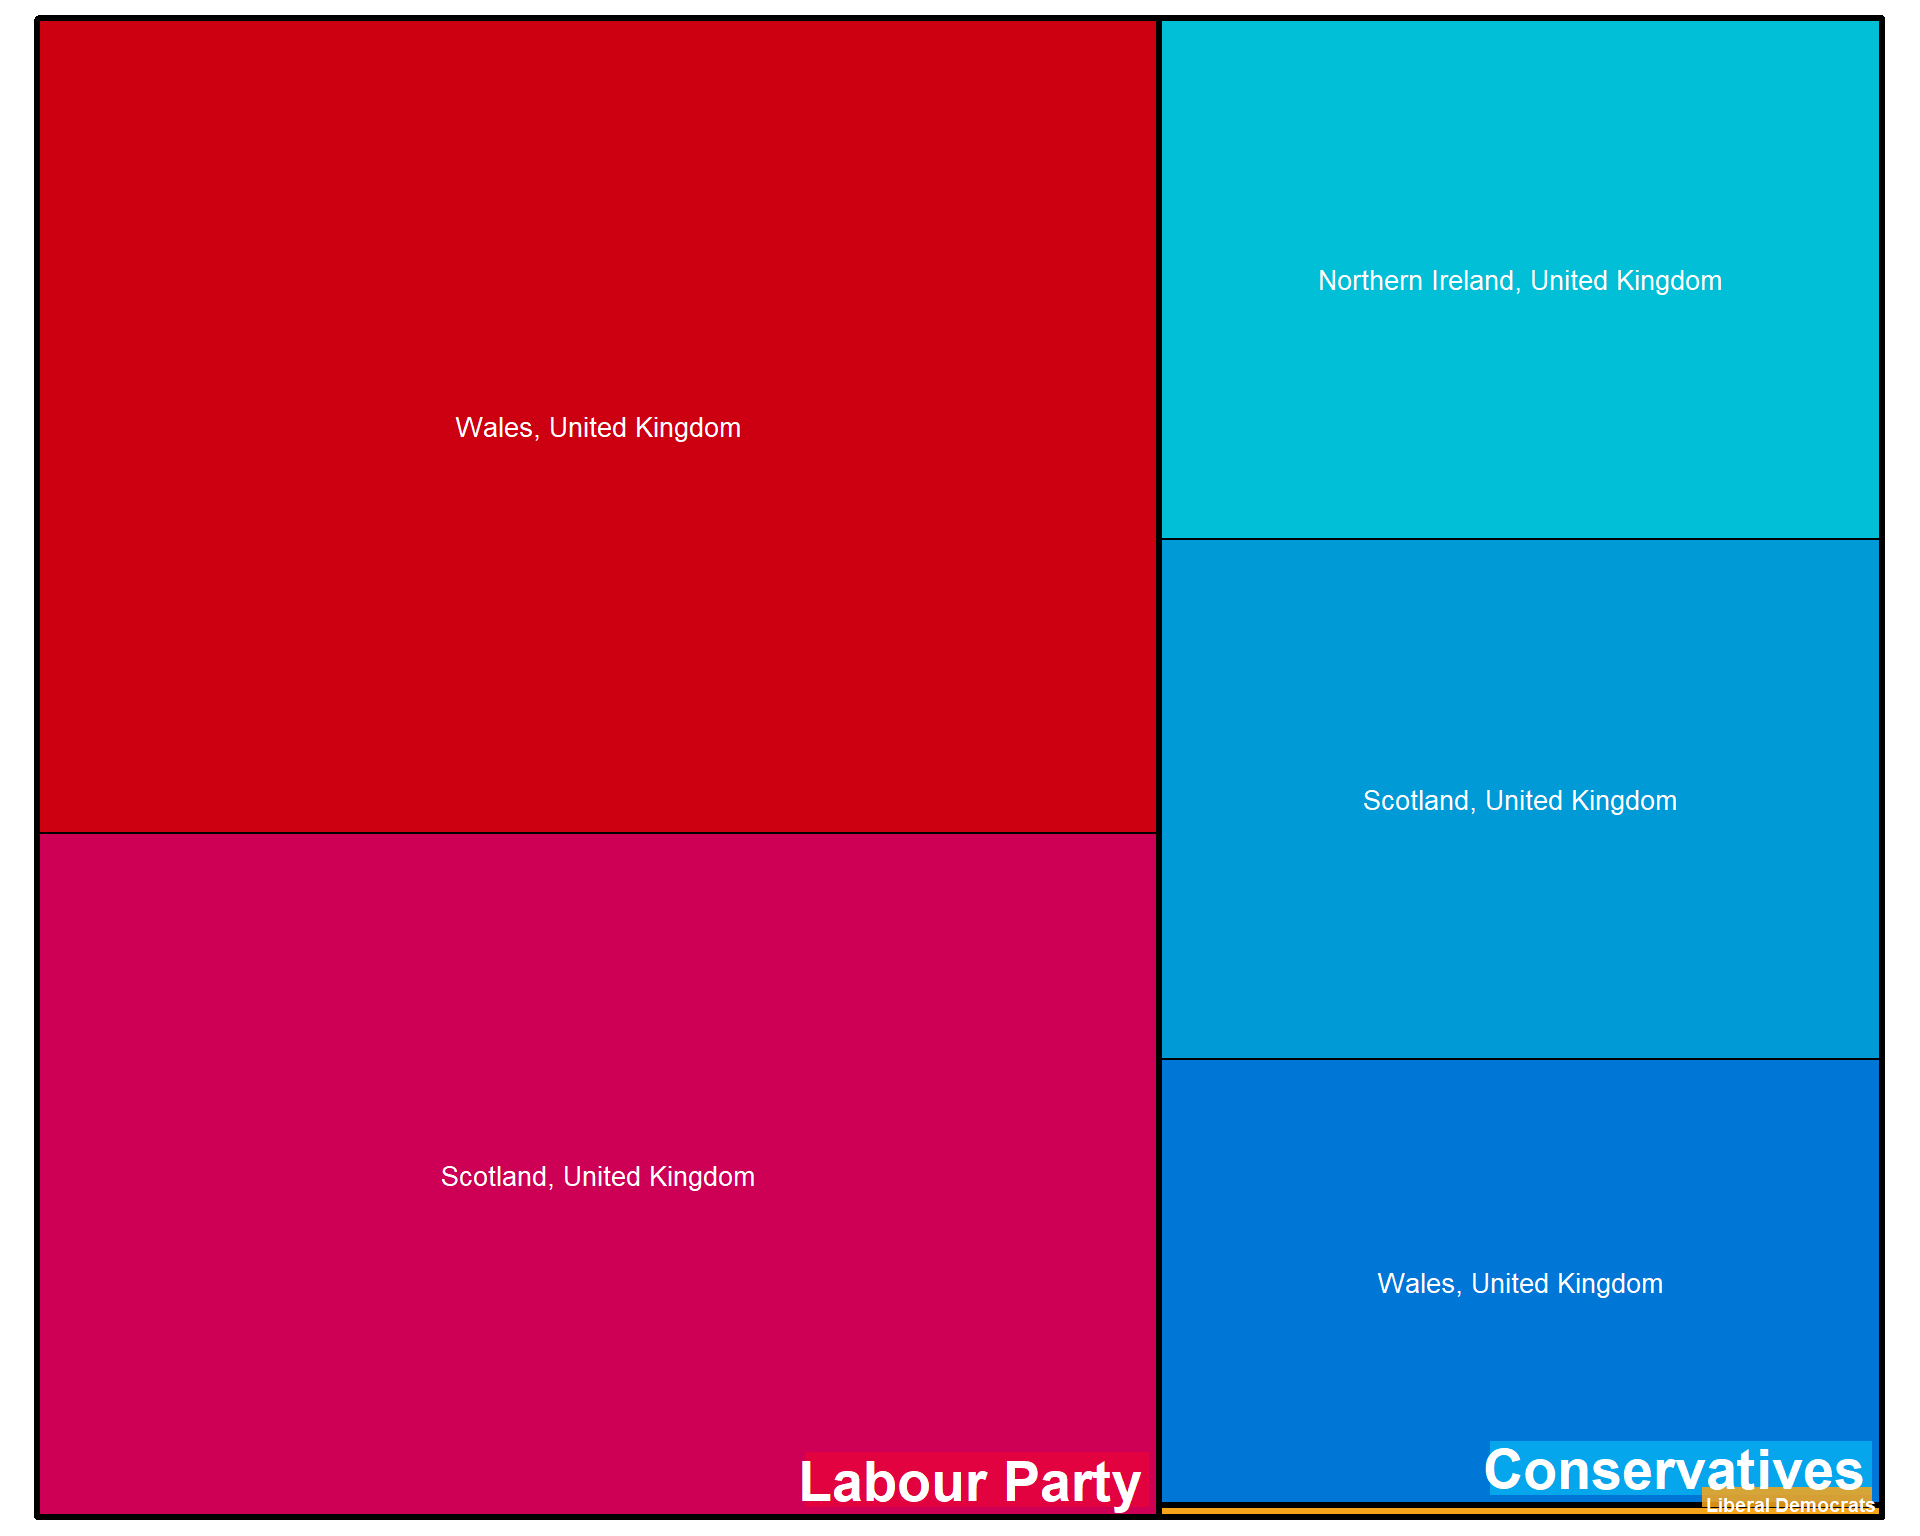 Wales, United Kingdom
Scotland, United Kingdom
Labour Party
Northern Ireland, United Kingdom
Scotland, United Kingdom
Wales, United Kingdom
Conservatives
Liberal Democrats